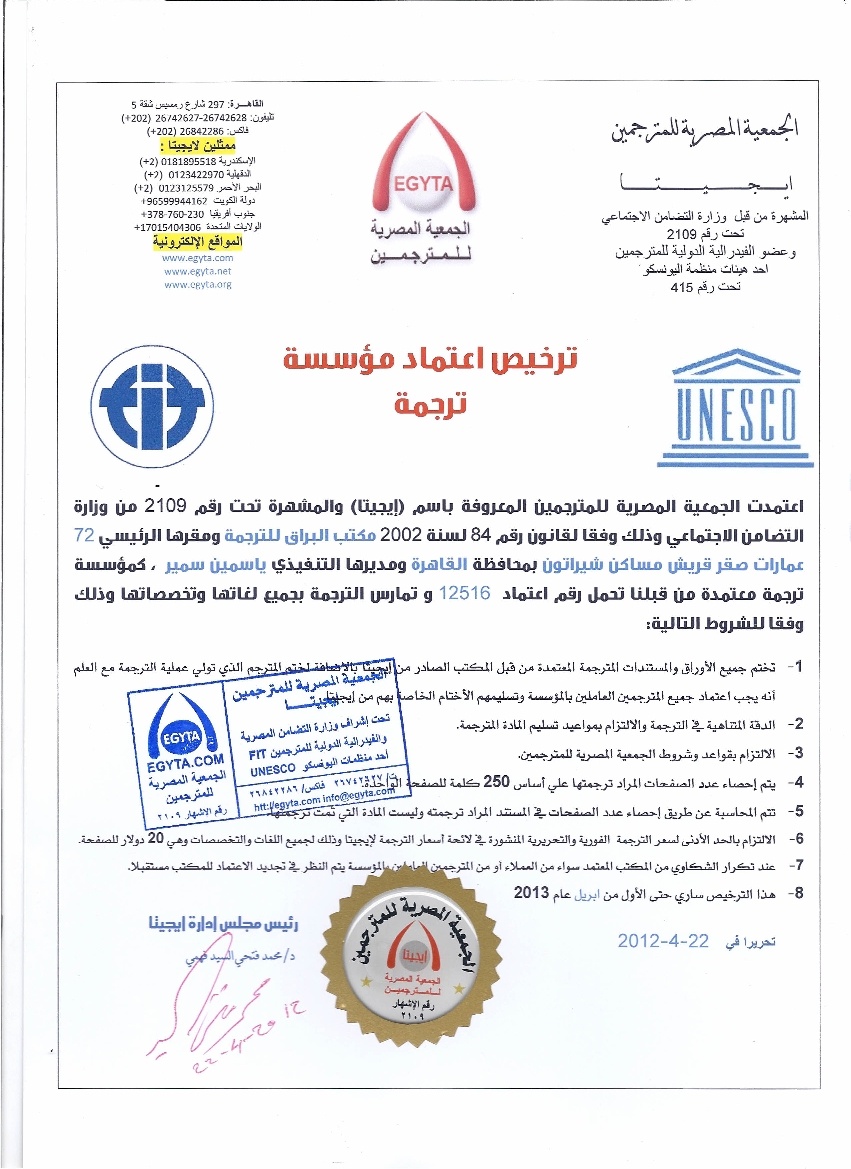 الجمعية المصرية للمترجمين
ايـجـيـتـا
المشهرة من قبل وزارة التضامن الاجتماعي
تحت رقم 2109
وعضو الفيدرالية الدولية للمترجمين
احد هيئات منظمة اليونسكو
تحت رقم 415
EGYTA
الجمعية المصرية
للمترجمين
القاهرة: 297 شارع رمسيس شقة 5
تليفون: 26742628-26742627 (202+)
فاكس: 26842286 (202+)
ممثلين لايجيتا :
الإسكندرية 0181895518 (2+)
الدقهلية 0123422970 (2+)
البحر الأحمر 0123125579 (2+)
دولة الكويت 96599944162+
جنوب أفريقيا 230-760-378+
الولايات المتحدة 17015404306+
المواقع الإلكترونية
www.egyta.com
www.egyta.net
www.egyta.org
ترخيص اعتماد مؤسسة
ترجمة
UNESCO
اعتمدت الجمعية المصرية للمترجمين المعروفة باسم (إيجيتا) والمشهرة تحت رقم 2109 من وزارة
التضامن الاجتماعي وذلك وفقا لقانون رقم 84 لسنة 2002 مكتب البراق للترجمة ومقرها الرئيسي 72
عمارات صقر قريش مساكن شيراتون بمحافظة القاهرة ومديرها التنفيذي ياسمين سمير ، كمؤسسة
ترجمة معتمدة من قبلنا تحمل رقم اعتماد 12516 و تمارس الترجمة بجميع لغاتها وتخصصاتها وذلك
وفقا للشروط التالية:
1- تختم جميع الأوراق والمستندات المترجمة المعتمدة من قبل المكتب الصادر من إيجيتا بالإضافة لختم المترجم الذي تولي عملية الترجمة مع العلم
أنه يجب اعتماد جميع المترجمين العاملين بالمؤسسة وتسليمهم الأختام الخاصة بهم من إيجيتا.
2- الدقة المتناهية في الترجمة والالتزام بمواعيد تسليم المادة المترجمة.
3- الالتزام بقواعد وشروط الجمعية المصرية للمترجمين.
4- يتم إحصاء عدد الصفحات المراد ترجمتها علي أساس 250 كلمة للصفحة الواحدة.
5- تتم المحاسبة عن طريق إحصاء عدد الصفحات في المستند المراد ترجمته وليست المادة التي تمت ترجمتها.
6- الالتزام بالحد الأدنى لسعر الترجمة الفورية والتحريرية المنشورة في لائحة أسعار الترجمة لإيجيتا وذلك لجميع اللغات والتخصصات وهي 20 دولار للصفحة.
7- عند تكرار الشكاوي من المكتب المعتمد سواء من العملاء أو من المترجمين العاملين بالمؤسسة يتم النظر في تجديد الاعتماد للمكتب مستقبلا.
8- هذا الترخيص ساري حتى الأول من ابريل عام 2013
الجمعية المصرية للمترجمين
إيجيتا
تحت إشراف وزارة التضامن المصرية
والفيدرالية الدولية للمترجمين FIT
أحد منظمات اليونسكو UNESCO
فاكس/ ٢٦٨٤٢٢٨٦
htt://egyta.com info@egyta.com
EGYTA
EGYTA.COM
الجمعية المصرية
للمترجمين
رقم الاشهار ٢١٠٩
تحريرا في 22-4-2012
رئيس مجلس إدارة إيجيتا
د/محمد فتحي السيد فهمي
22-4-2012
الجمعية المصرية للمترجمين
إيجيتا
الجمعية المصرية
للمترجمين
رقم الإشهار
٢١٠٩